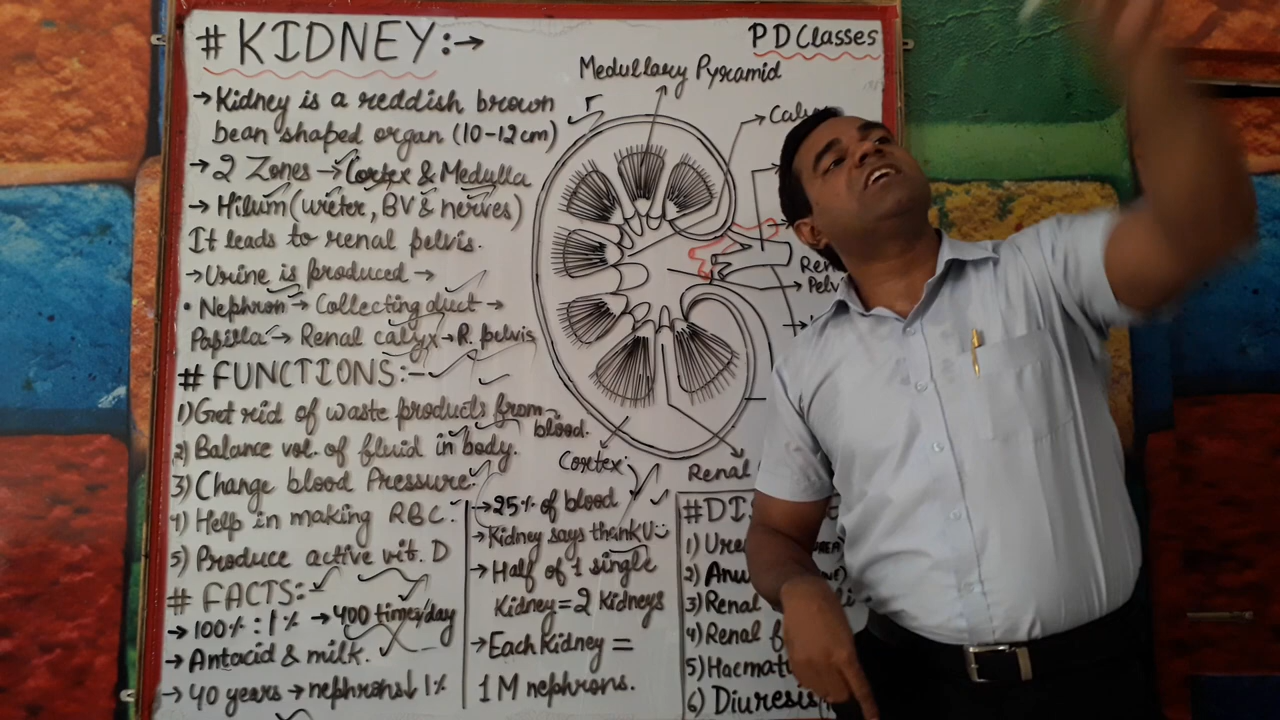 # KIDNEY:→
PD Classes
→ Kidney is a reddish brown
bean shaped organ (10-12cm)
→ 2 Zones → Cortex & Medulla
→ Hilum (ureter, BV & nerves)
It leads to renal pelvis.
→ Urine is produced →
• Nephron → Collecting duct →
Papilla → Renal calyx → R. pelvis
Medullary Pyramid
Renal
Cortex
# FUNCTIONS:-
1) Get rid of waste products from
blood.
2) Balance vol. of fluid in body.
3) Change blood Pressure.
4) Help in making RBC.
5) Produce active vit. D
# FACTS:-
→ 100% : 1% → 400 times/day
→ Antacid & milk.
→ 40 years → nephrons↓ 1%
→ 25% of blood
→ Kidney says thank U
→ Half of 1 single
Kidney = 2 Kidneys
→ Each Kidney =
1 M nephrons.
# DIS
1) Ure
2) Anu
3) Renal
4) Renal f
5) Haemat
6) Diuresis